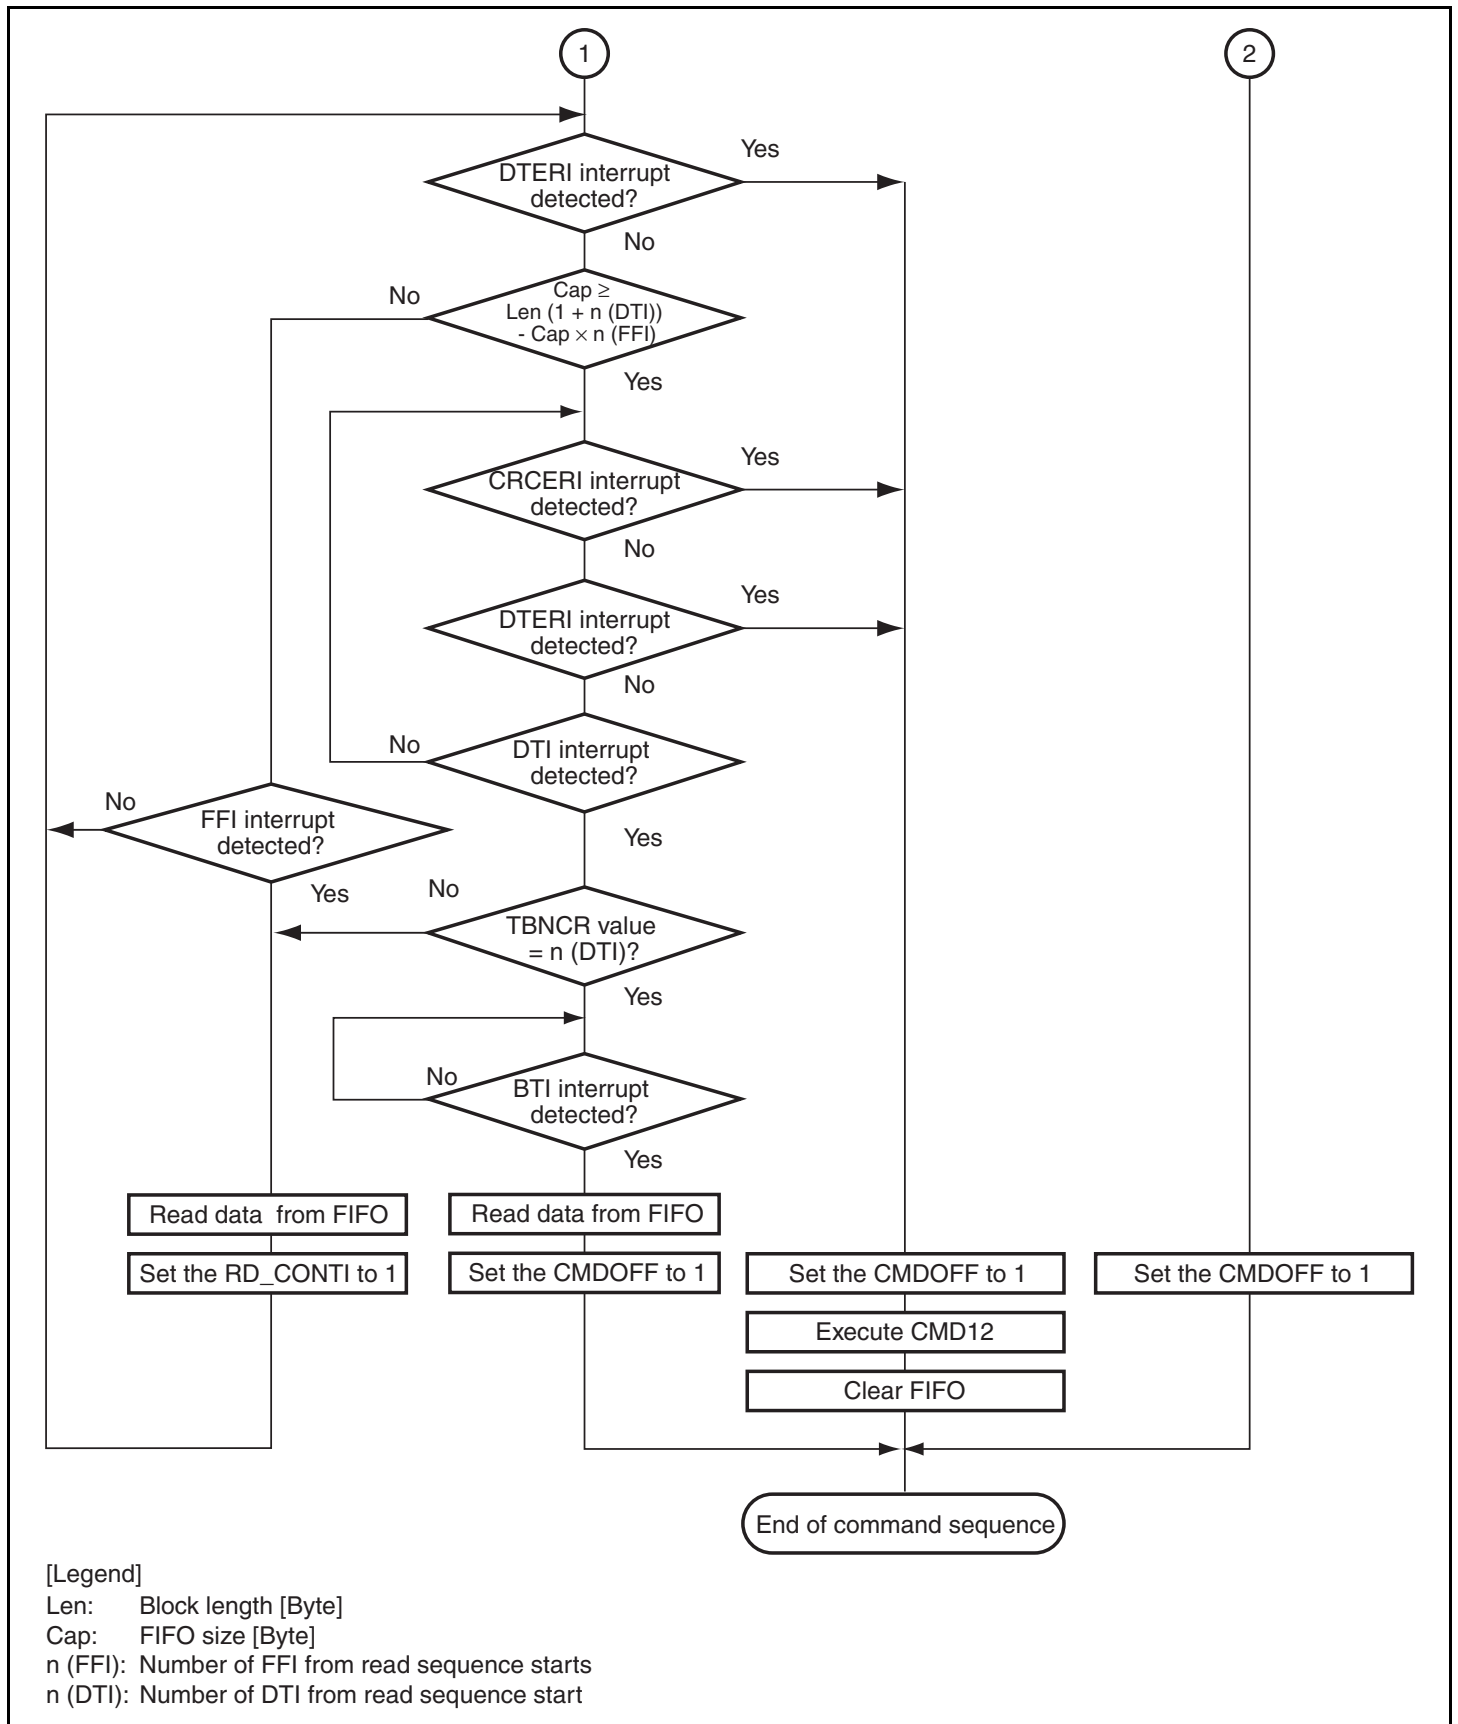 1
2
DTERI interrupt
detected?
Yes
No
Cap ≥
Len (1 + n (DTI))
- Cap × n (FFI)
No
Yes
CRCERI interrupt
detected?
Yes
No
DTERI interrupt
detected?
Yes
No
DTI interrupt
detected?
No
Yes
FFI interrupt
detected?
No
Yes
TBNCR value
= n (DTI)?
No
Yes
BTI interrupt
detected?
No
Yes
Read data  from FIFO
Set the RD_CONTI to 1
Read data from FIFO
Set the CMDOFF to 1
Set the CMDOFF to 1
Execute CMD12
Clear FIFO
Set the CMDOFF to 1
End of command sequence
[Legend]
Len: Block length [Byte]
Cap: FIFO size [Byte]
n (FFI): Number of FFI from read sequence starts
n (DTI): Number of DTI from read sequence start